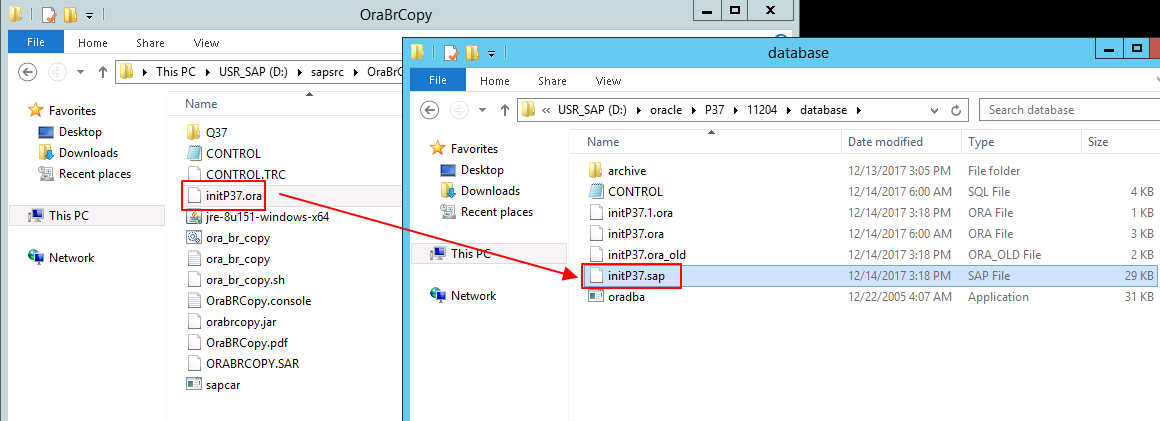 OraBrCopy
File Home Share View
This PC USR_SAP (D:) sapsrc OraBrC
Favorites
Desktop
Downloads
Recent places
This PC
Network
Name
Q37
CONTROL
CONTROL.TRC
initP37.ora
jre-8u151-windows-x64
ora_br_copy
ora_br_copy
ora_br_copy.sh
OraBRCopy.console
orabrcopy.jar
OraBRCopy.pdf
ORABRCOPY.SAR
sapcar
database
File Home Share View
« USR_SAP (D:) oracle P37 11204 database Search database
Favorites
Desktop
Downloads
Recent places
This PC
Network
Name Date modified Type Size
archive 12/13/2017 3:05 PM File folder
CONTROL 12/14/2017 6:00 AM SQL File 4 KB
initP37.1.ora 12/14/2017 3:18 PM ORA File 1 KB
initP37.ora 12/14/2017 6:00 AM ORA File 3 KB
initP37.ora_old 12/14/2017 3:18 PM ORA_OLD File 2 KB
initP37.sap 12/14/2017 3:18 PM SAP File 29 KB
oradba 12/22/2005 4:07 AM Application 31 KB